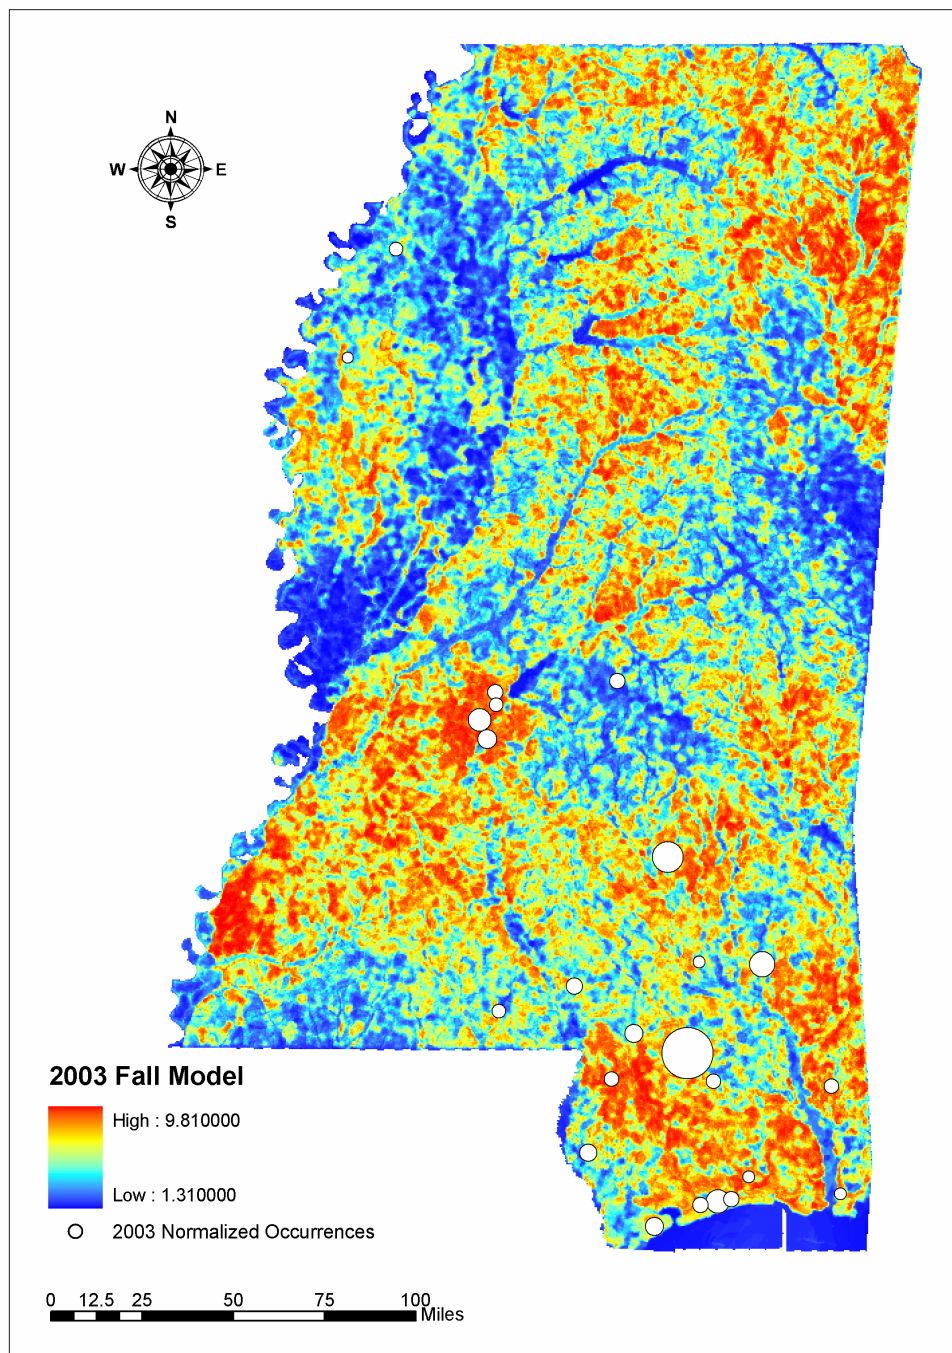 N
W E
S
2003 Fall Model
High : 9.810000
Low : 1.310000
2003 Normalized Occurrences
0 12.5 25 50 75 100
Miles